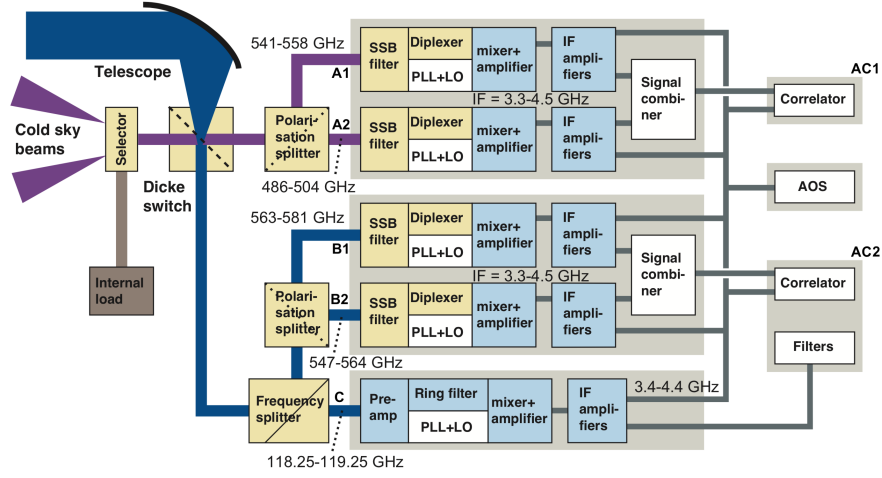 541-558 GHz
Telescope
A1
SSB
filter
Diplexer
PLL+LO
mixer+
amplifier
IF
ampli-
fiers
Signal
combi-
ner
AC1
Correlator
IF = 3.3-4.5 GHz
Cold sky
beams
Selector
Polari-
sation
splitter
A2
SSB
filter
Diplexer
PLL+LO
mixer+
amplifier
IF
ampli-
fiers
Dicke
switch
486-504 GHz
AOS
563-581 GHz
B1
SSB
filter
Diplexer
PLL+LO
mixer+
amplifier
IF
ampli-
fiers
Signal
combi-
ner
AC2
Correlator
IF = 3.3-4.5 GHz
Internal
load
Polari-
sation
splitter
B2
SSB
filter
Diplexer
PLL+LO
mixer+
amplifier
IF
ampli-
fiers
Filters
547-564 GHz
Frequency
splitter
C
Pre-
amp
Ring filter
PLL+LO
mixer+
amplifier
IF
ampli-
fiers
3.4-4.4 GHz
118.25-119.25 GHz